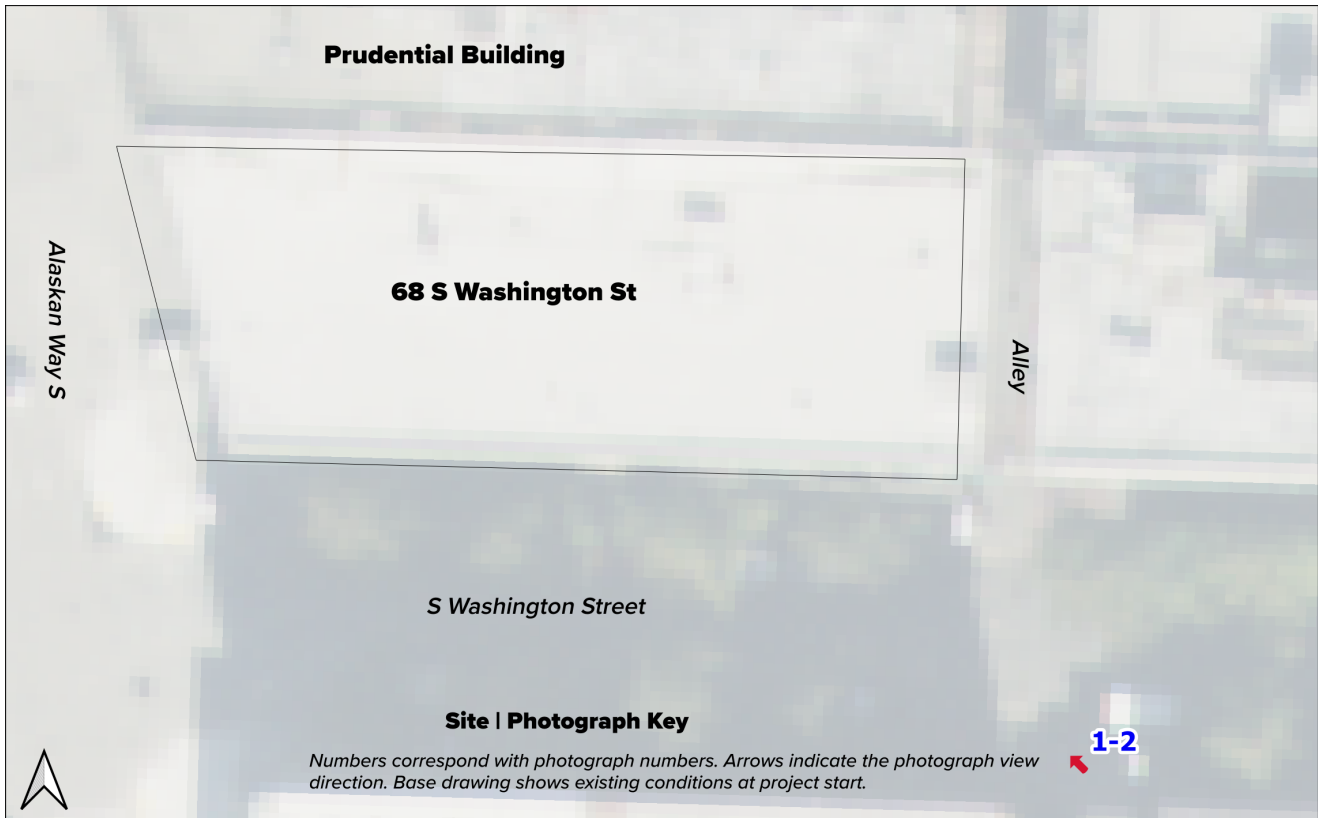 Prudential Building
68 S Washington St
Alaskan Way S
Alley
S Washington Street
Site | Photograph Key
Numbers correspond with photograph numbers. Arrows indicate the photograph view
direction. Base drawing shows existing conditions at project start.
1-2